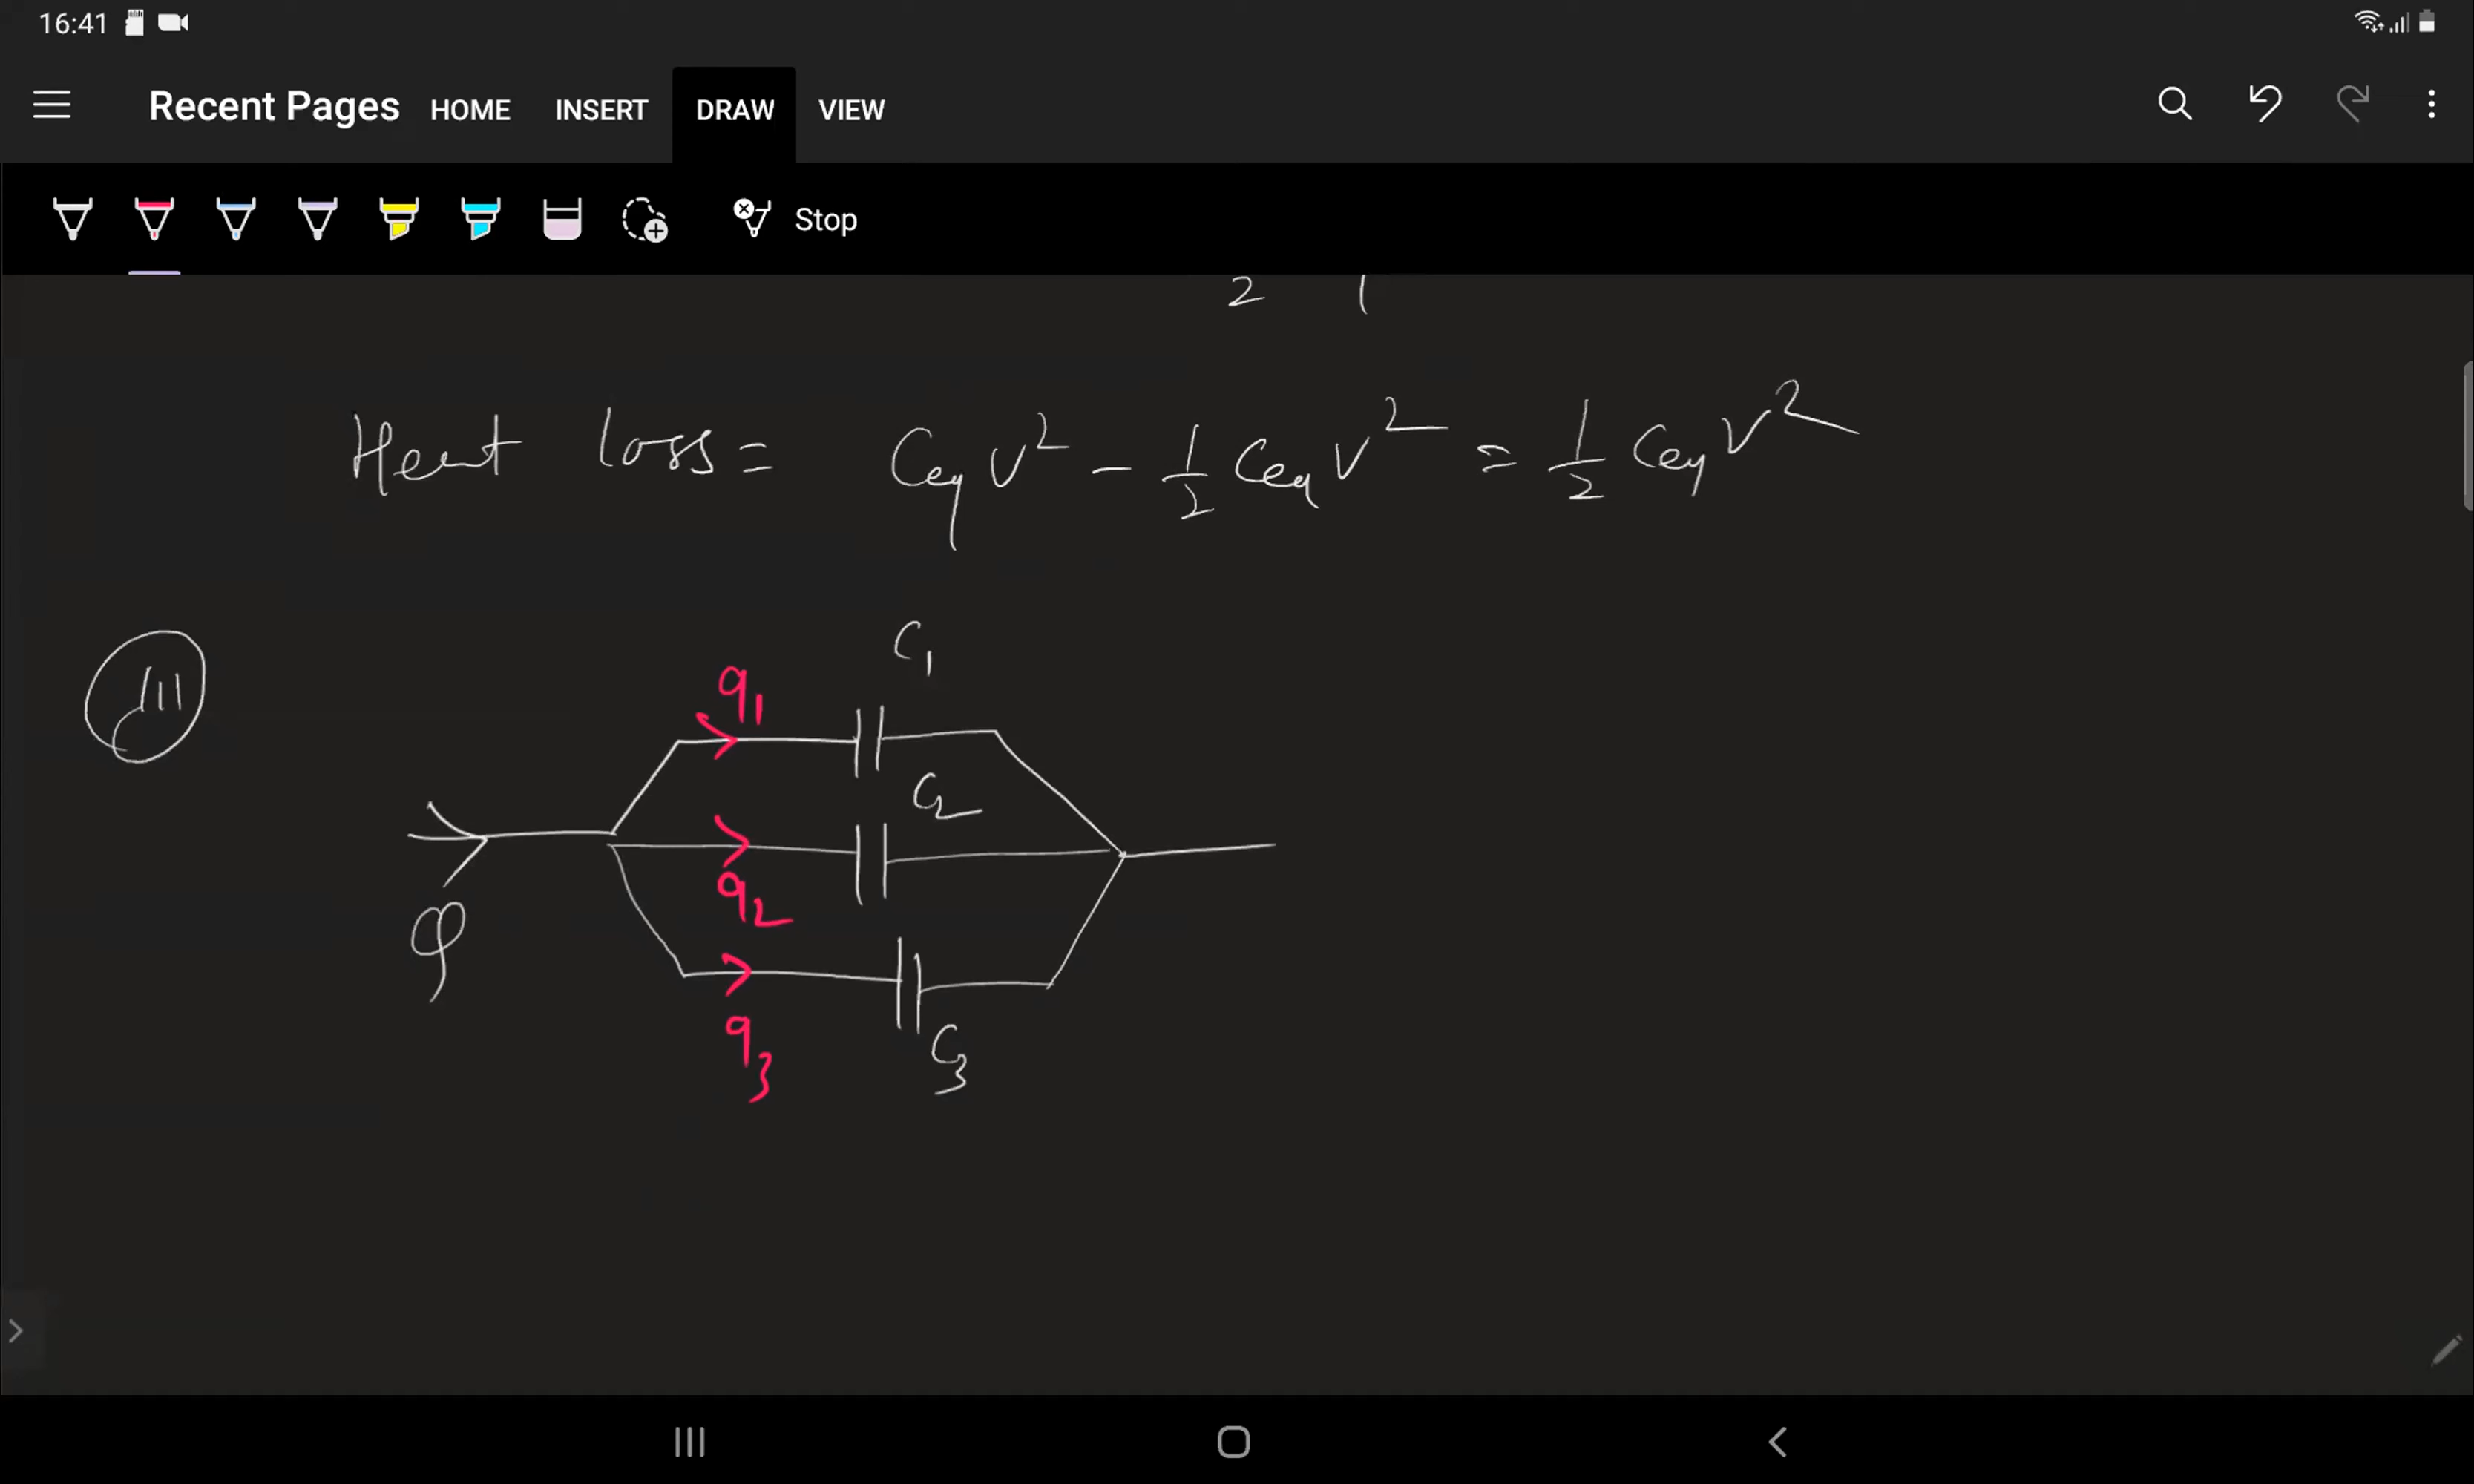 16:41
Recent Pages HOME INSERT DRAW VIEW
Stop
2
Heat loss = Ceq V² - 1/2 Ceq V² = 1/2 Ceq V²
C1
III
q1
C2
q2
Q
q3
C3